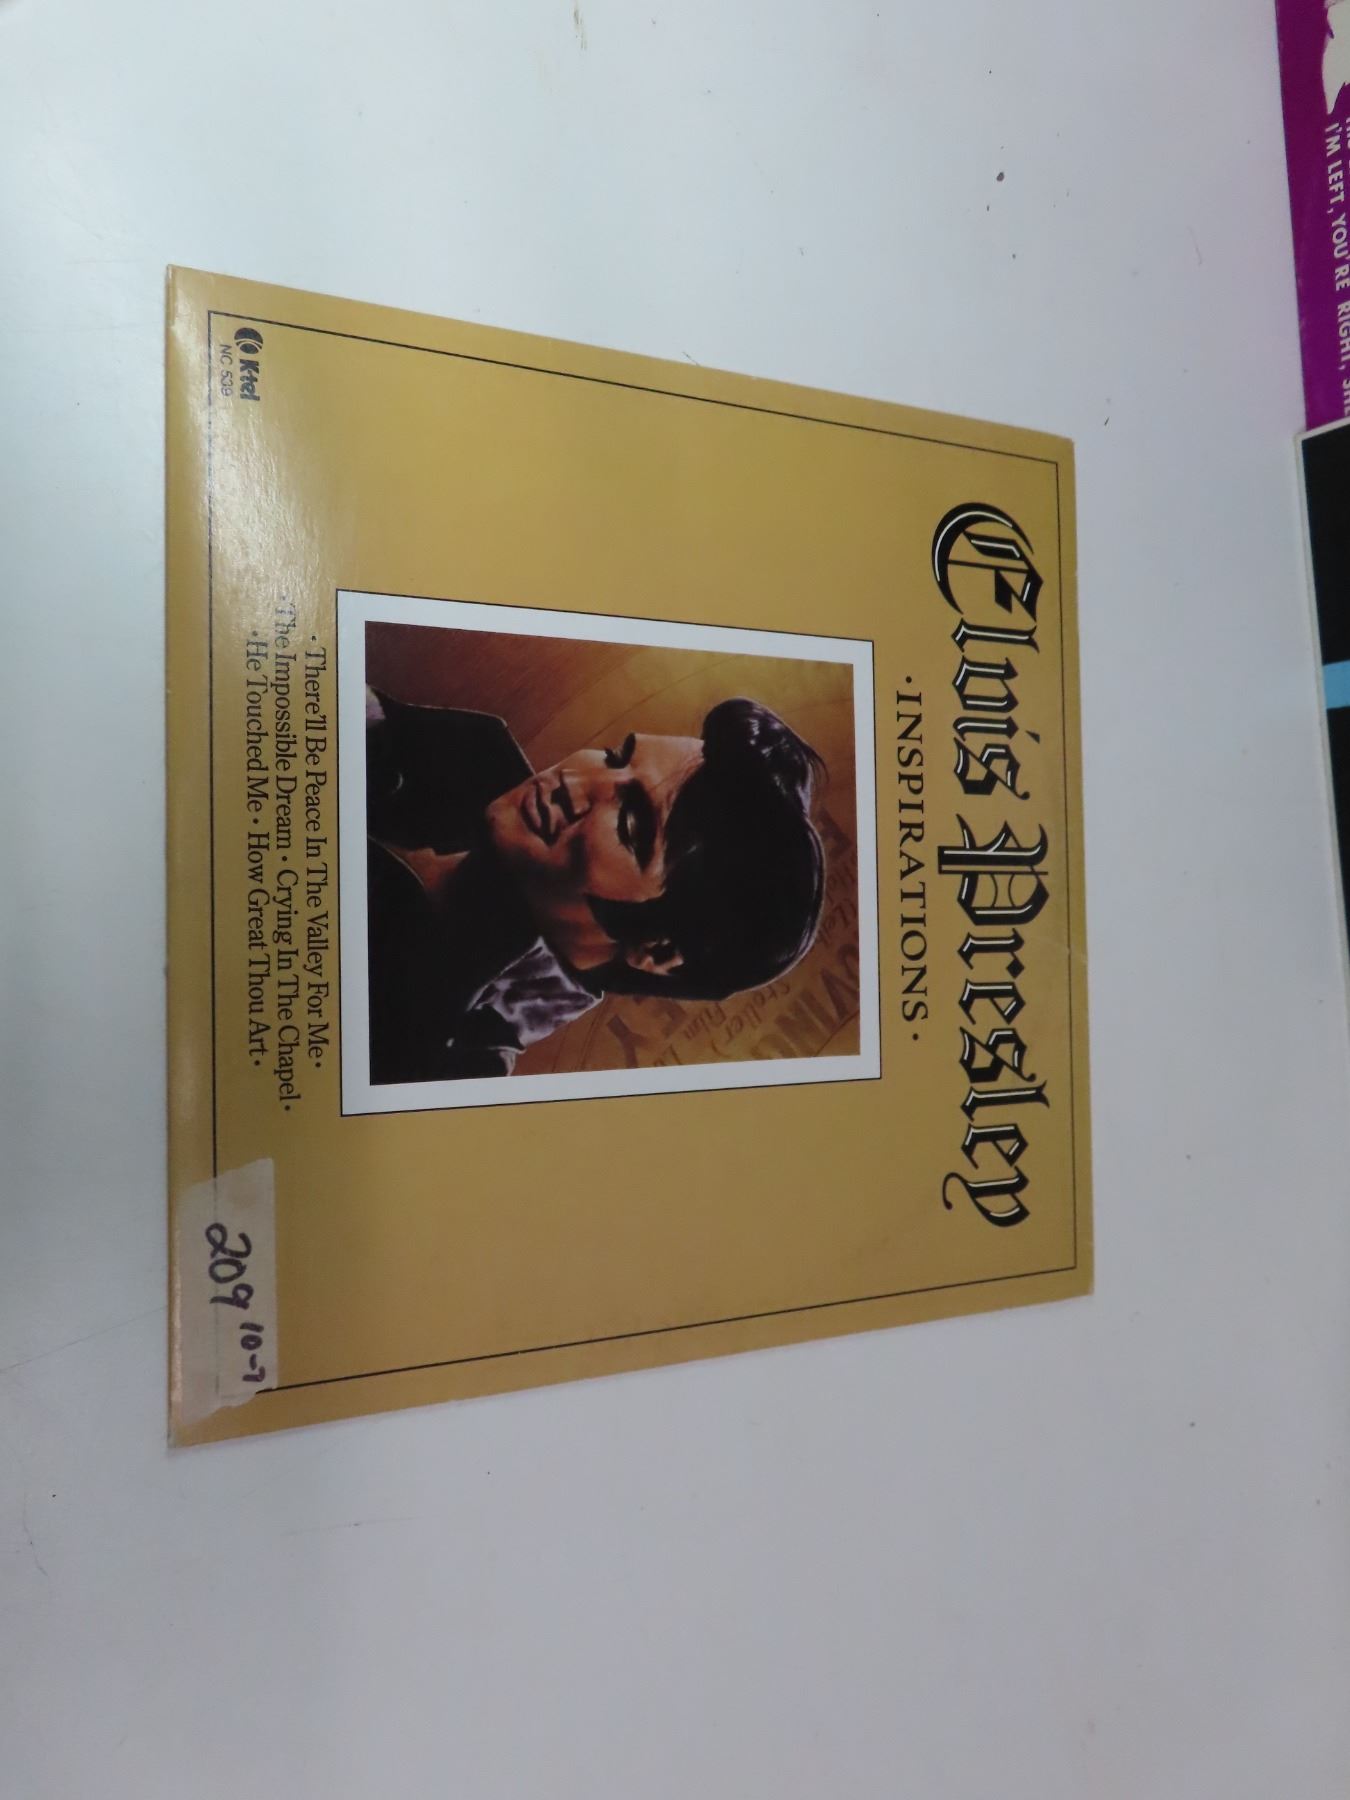 Elvis Presley
·INSPIRATIONS·
· There'll Be Peace In The Valley For Me ·
·The Impossible Dream · Crying In The Chapel·
·He Touched Me · How Great Thou Art ·
K-tel
NC 539
209 10-7
I'M LEFT, YOU'RE RIGHT,